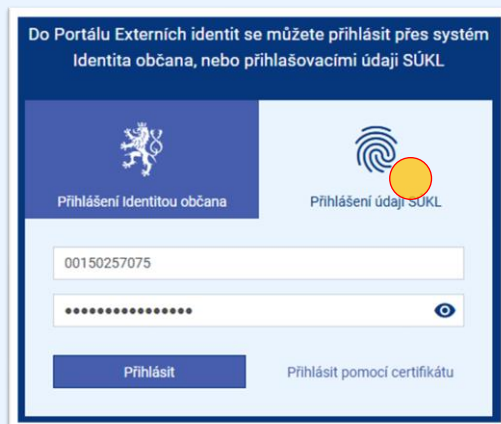 Do Portálu Externích identit se můžete přihlásit přes systém
Identita občana, nebo přihlašovacími údaji SÚKL
Přihlášení Identitou občana
Přihlášení údaji SÚKL
00150257075
••••••••••••••••
Přihlásit
Přihlásit pomocí certifikátu